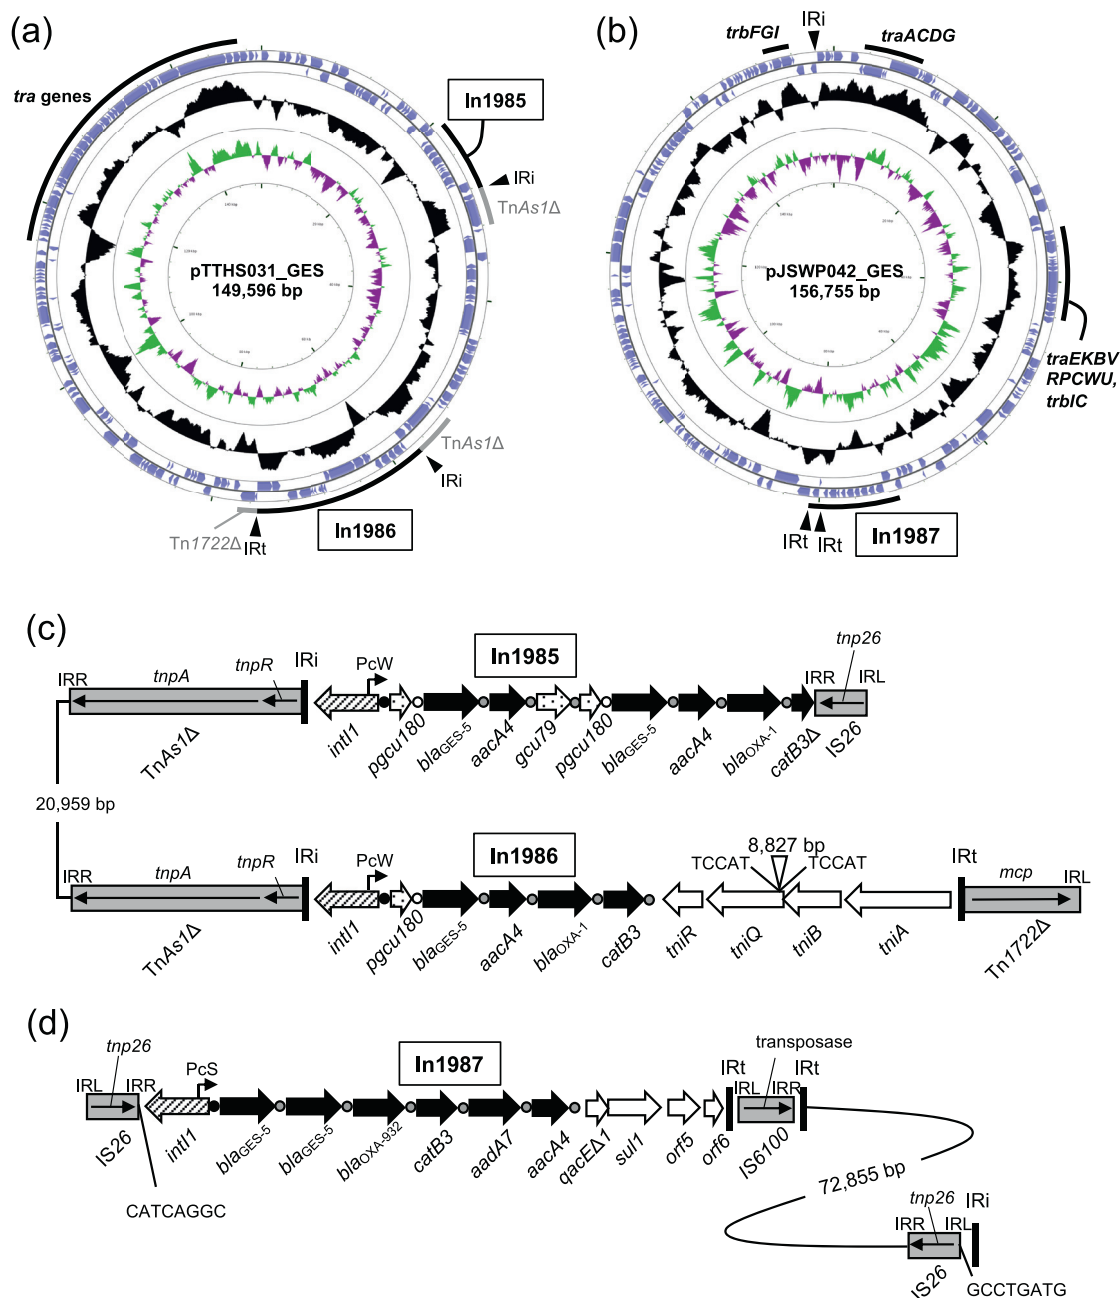 (a)
tra genes
In1985
IRi
TnAs1Δ
pTTHS031_GES
149,596 bp
TnAs1Δ
IRi
Tn1722Δ
IRt
In1986
(b)
trbFGI
IRi
traACDG
pJSWP042_GES
156,755 bp
traEKBV
RPCWU,
trbIC
IRt
IRt
In1987
(c)
In1985
tnp26
IRR
tnpA
tnpR
IRi
PcW
IRR
IRL
TnAs1Δ
intI1
pgcu180
blaGES-5
aacA4
gcu79
pgcu180
blaGES-5
aacA4
blaOXA-1
catB3Δ
IS26
20,959 bp
In1986
8,827 bp
TCCAT
TCCAT
IRR
tnpA
tnpR
IRi
PcW
IRt
mcp
IRL
TnAs1Δ
intI1
pgcu180
blaGES-5
aacA4
blaOXA-1
catB3
tniR
tniQ
tniB
tniA
Tn1722Δ
(d)
In1987
tnp26
IRL
IRR
PcS
transposase
IRt
IRL
IRR
IRt
IS26
intI1
blaGES-5
blaGES-5
blaOXA-932
catB3
aadA7
aacA4
qacEΔ1
sul1
orf5
orf6
IS6100
CATCAGGC
72,855 bp
tnp26
IRR
IRL
IRi
IS26
GCCTGATG